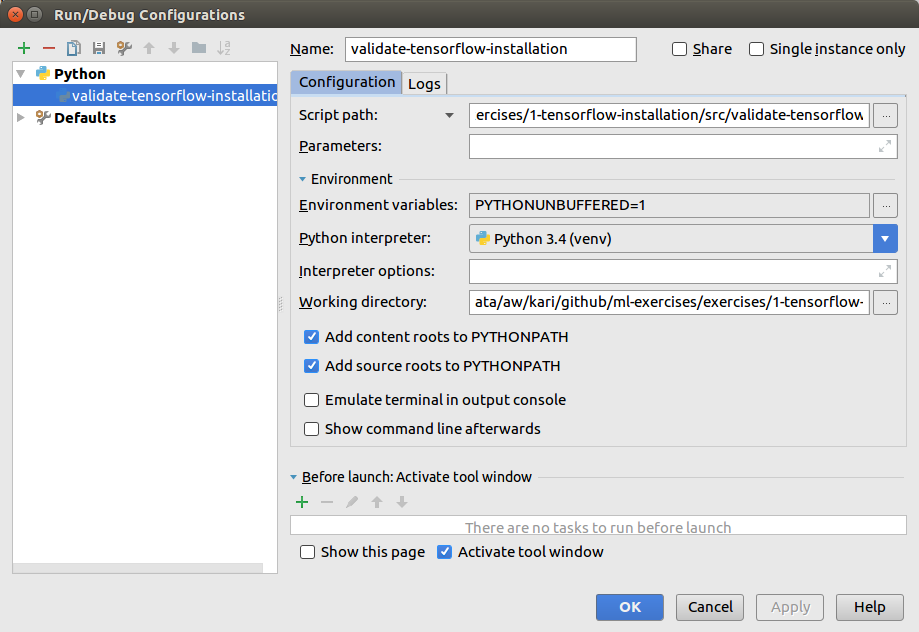 Run/Debug Configurations
Name: validate-tensorflow-installation Share Single instance only
Python
validate-tensorflow-installatio
Defaults
Configuration Logs
Script path: ercises/1-tensorflow-installation/src/validate-tensorflow ...
Parameters:
Environment
Environment variables: PYTHONUNBUFFERED=1 ...
Python interpreter: Python 3.4 (venv)
Interpreter options:
Working directory: ata/aw/kari/github/ml-exercises/exercises/1-tensorflow- ...
Add content roots to PYTHONPATH
Add source roots to PYTHONPATH
Emulate terminal in output console
Show command line afterwards
Before launch: Activate tool window
There are no tasks to run before launch
Show this page Activate tool window
OK Cancel Apply Help